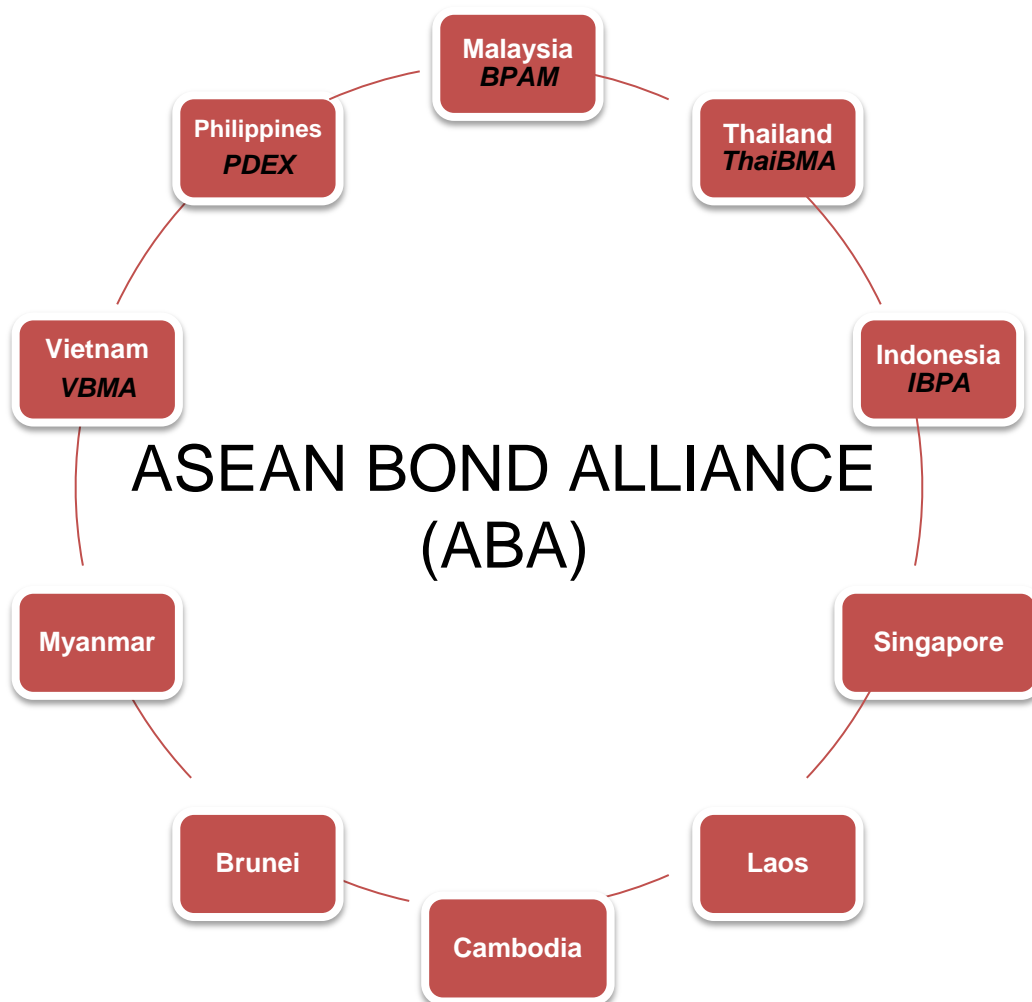 Malaysia
BPAM
Philippines
PDEX
Thailand
ThaiBMA
Vietnam
VBMA
Indonesia
IBPA
ASEAN BOND ALLIANCE
(ABA)
Myanmar
Singapore
Brunei
Laos
Cambodia